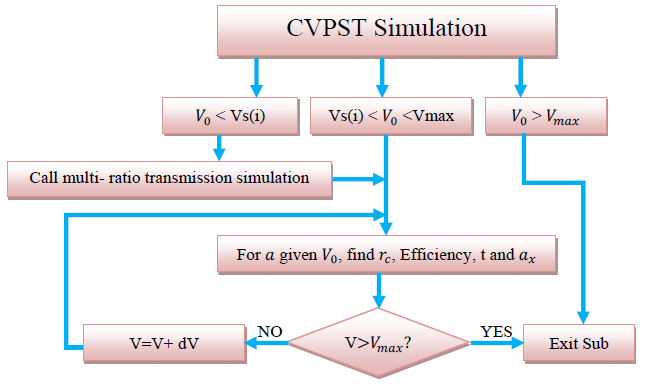 CVPST Simulation
V₀ < Vs(i)
Vs(i) < V₀ <Vmax
V₀ > Vₘₐₓ
Call multi- ratio transmission simulation
For a given V₀, find r꜀, Efficiency, t and aₓ
NO
YES
V=V+ dV
V>Vₘₐₓ?
Exit Sub